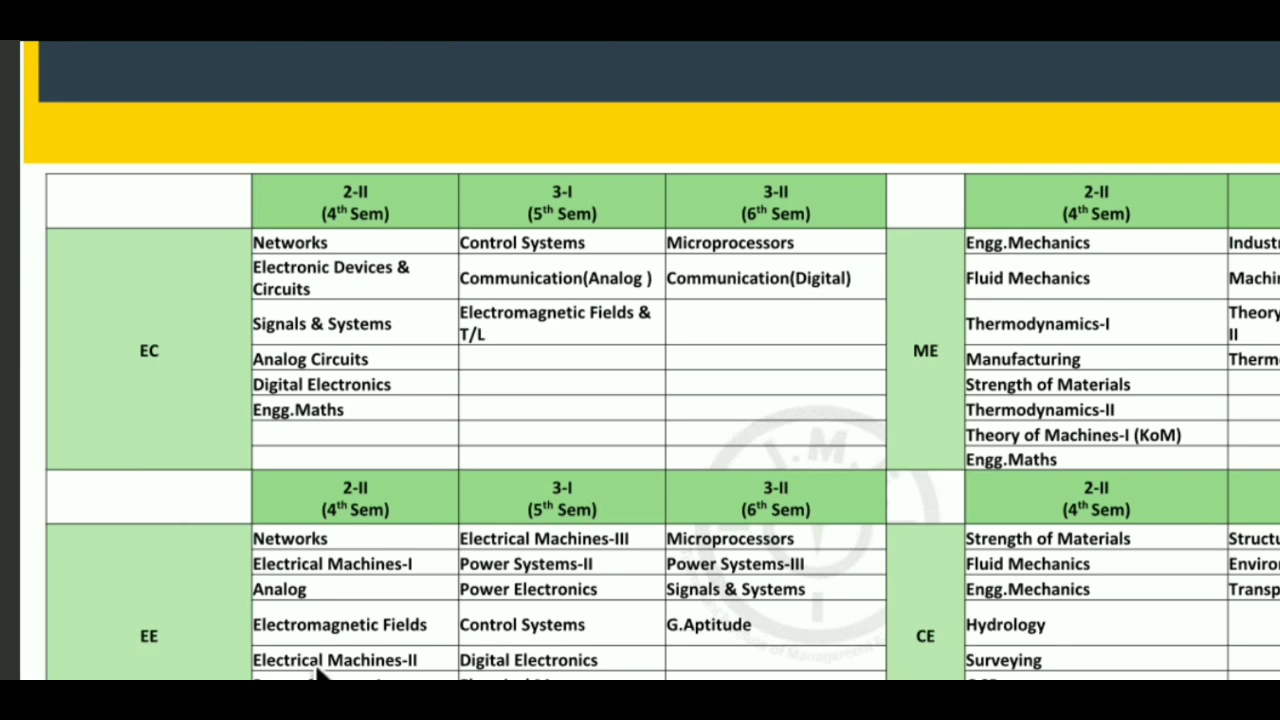 2-II
(4th Sem)
3-I
(5th Sem)
3-II
(6th Sem)
2-II
(4th Sem)
EC
Networks
Control Systems
Microprocessors
ME
Engg.Mechanics
Electronic Devices &
Circuits
Communication(Analog )
Communication(Digital)
Fluid Mechanics
Signals & Systems
Electromagnetic Fields &
T/L
Thermodynamics-I
Theory
II
Analog Circuits
Manufacturing
Digital Electronics
Strength of Materials
Engg.Maths
Thermodynamics-II
Theory of Machines-I (KoM)
Engg.Maths
2-II
(4th Sem)
3-I
(5th Sem)
3-II
(6th Sem)
2-II
(4th Sem)
EE
Networks
Electrical Machines-III
Microprocessors
CE
Strength of Materials
Electrical Machines-I
Power Systems-II
Power Systems-III
Fluid Mechanics
Analog
Power Electronics
Signals & Systems
Engg.Mechanics
Electromagnetic Fields
Control Systems
G.Aptitude
Hydrology
Electrical Machines-II
Digital Electronics
Surveying